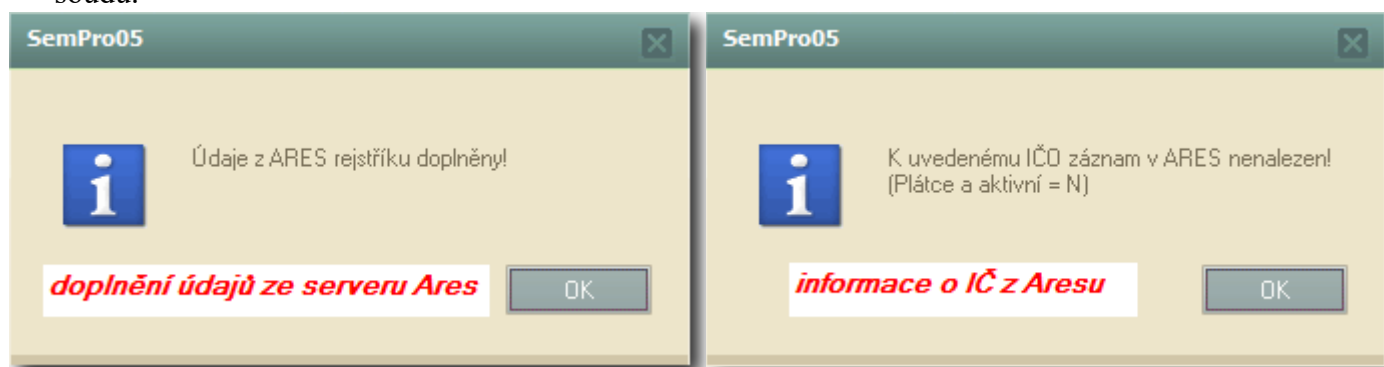 soudu.
SemPro05
Údaje z ARES rejstříku doplněny!
doplnění údajů ze serveru Ares
OK
SemPro05
K uvedenému IČO záznam v ARES nenalezen!
(Plátce a aktivní = N)
informace o IČ z Aresu
OK